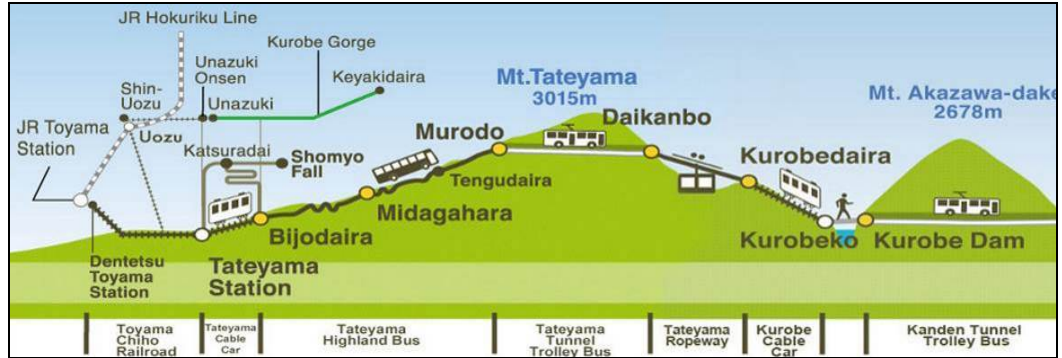 JR Hokuriku Line
Kurobe Gorge
Unazuki
Onsen
Keyakidaira
Shin-
Uozu
Unazuki
Uozu
JR Toyama
Station
Katsuradai
Shomyo
Fall
Mt.Tateyama
3015m
Mt. Akazawa-dake
2678m
Murodo
Daikanbo
Kurobedaira
Tengudaira
Midagahara
Bijodaira
Kurobeko
Kurobe Dam
Dentetsu
Toyama
Station
Tateyama
Station
Toyama
Chiho
Railroad
Tateyama
Cable
Car
Tateyama
Highland Bus
Tateyama
Tunnel
Trolley Bus
Tateyama
Ropeway
Kurobe
Cable
Car
Kanden Tunnel
Trolley Bus